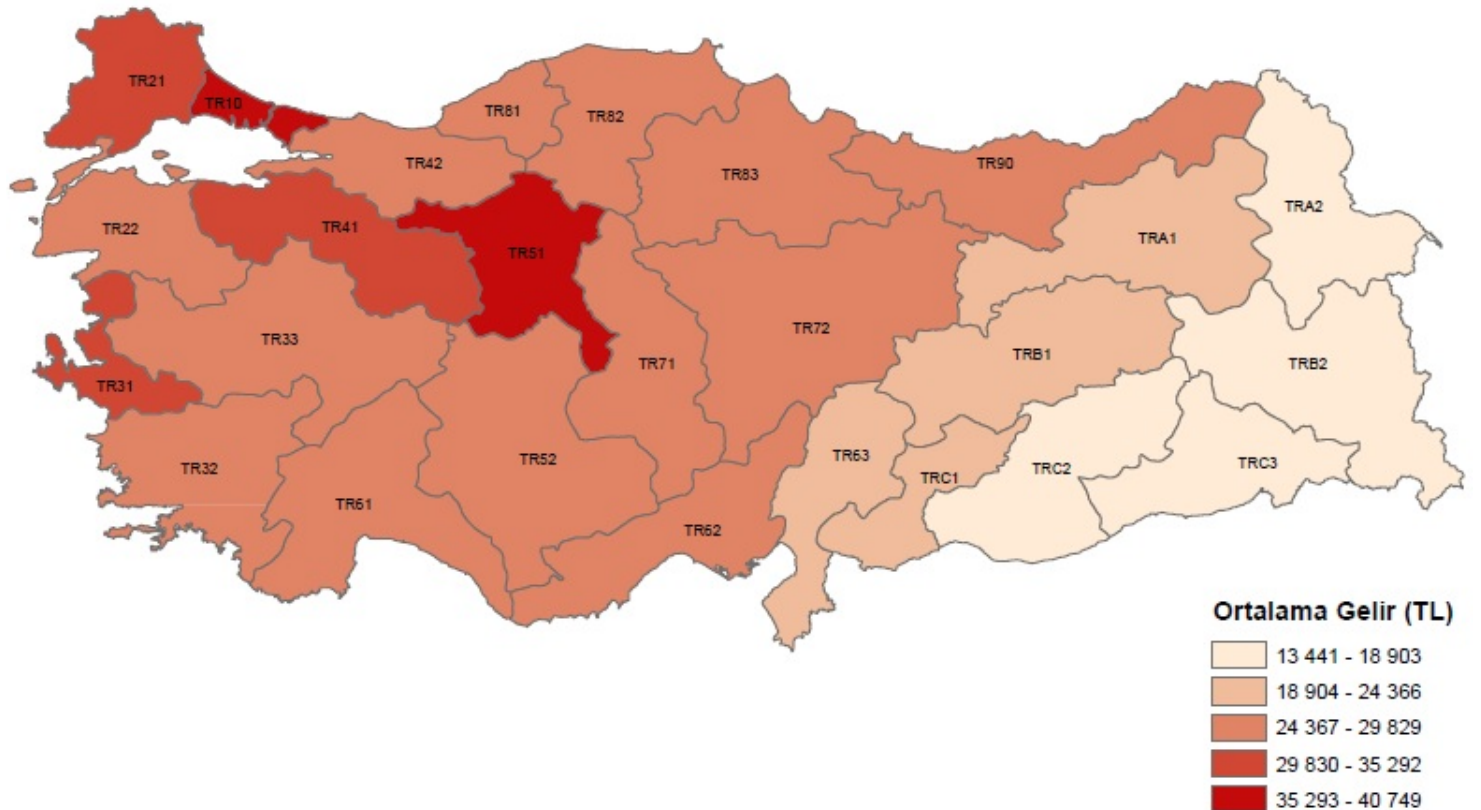 TR21
TR10
TR81
TR82
TR42
TR83
TR90
TRA2
TR22
TR41
TR51
TRA1
TR33
TR72
TRB1
TR71
TRB2
TR31
TR52
TR63
TR32
TRC1
TRC2
TRC3
TR61
TR62
Ortalama Gelir (TL)
13 441 - 18 903
18 904 - 24 366
24 367 - 29 829
29 830 - 35 292
35 293 - 40 749